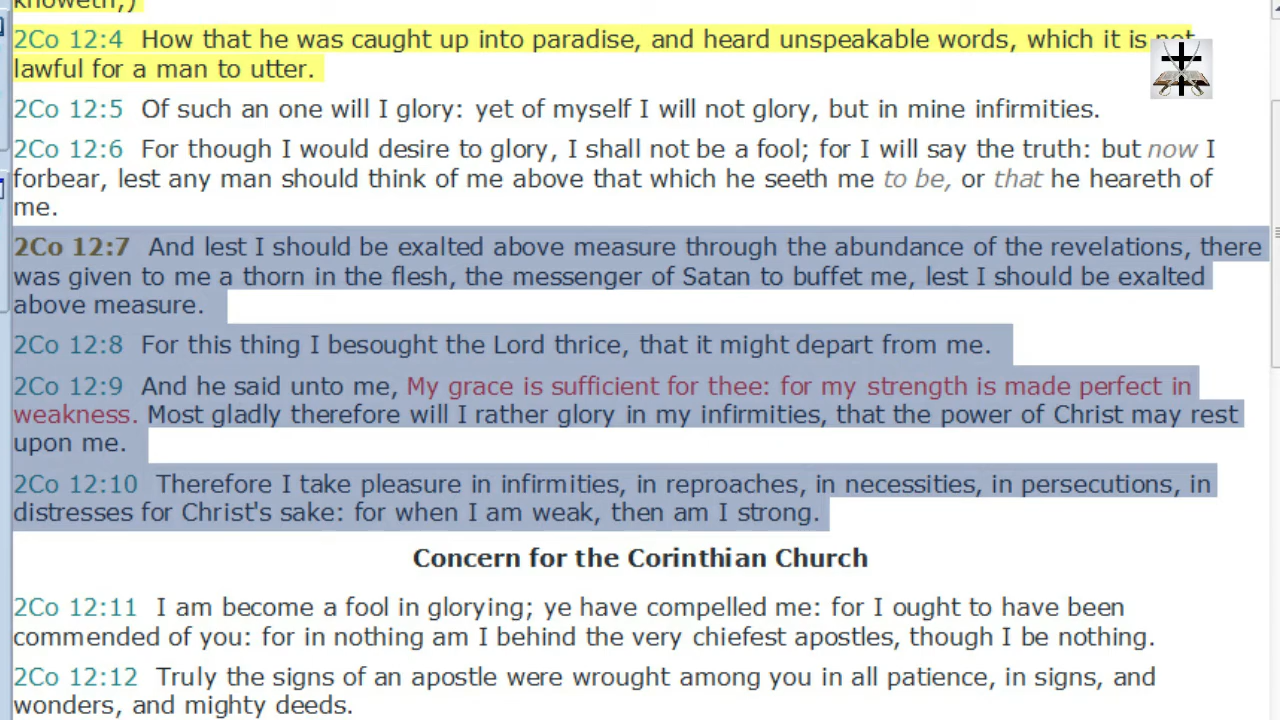 knoweth;)
2Co 12:4 How that he was caught up into paradise, and heard unspeakable words, which it is not
lawful for a man to utter.
2Co 12:5 Of such an one will I glory: yet of myself I will not glory, but in mine infirmities.
2Co 12:6 For though I would desire to glory, I shall not be a fool; for I will say the truth: but now I
forbear, lest any man should think of me above that which he seeth me to be, or that he heareth of
me.
2Co 12:7 And lest I should be exalted above measure through the abundance of the revelations, there
was given to me a thorn in the flesh, the messenger of Satan to buffet me, lest I should be exalted
above measure.
2Co 12:8 For this thing I besought the Lord thrice, that it might depart from me.
2Co 12:9 And he said unto me, My grace is sufficient for thee: for my strength is made perfect in
weakness. Most gladly therefore will I rather glory in my infirmities, that the power of Christ may rest
upon me.
2Co 12:10 Therefore I take pleasure in infirmities, in reproaches, in necessities, in persecutions, in
distresses for Christ's sake: for when I am weak, then am I strong.
Concern for the Corinthian Church
2Co 12:11 I am become a fool in glorying; ye have compelled me: for I ought to have been
commended of you: for in nothing am I behind the very chiefest apostles, though I be nothing.
2Co 12:12 Truly the signs of an apostle were wrought among you in all patience, in signs, and
wonders, and mighty deeds.